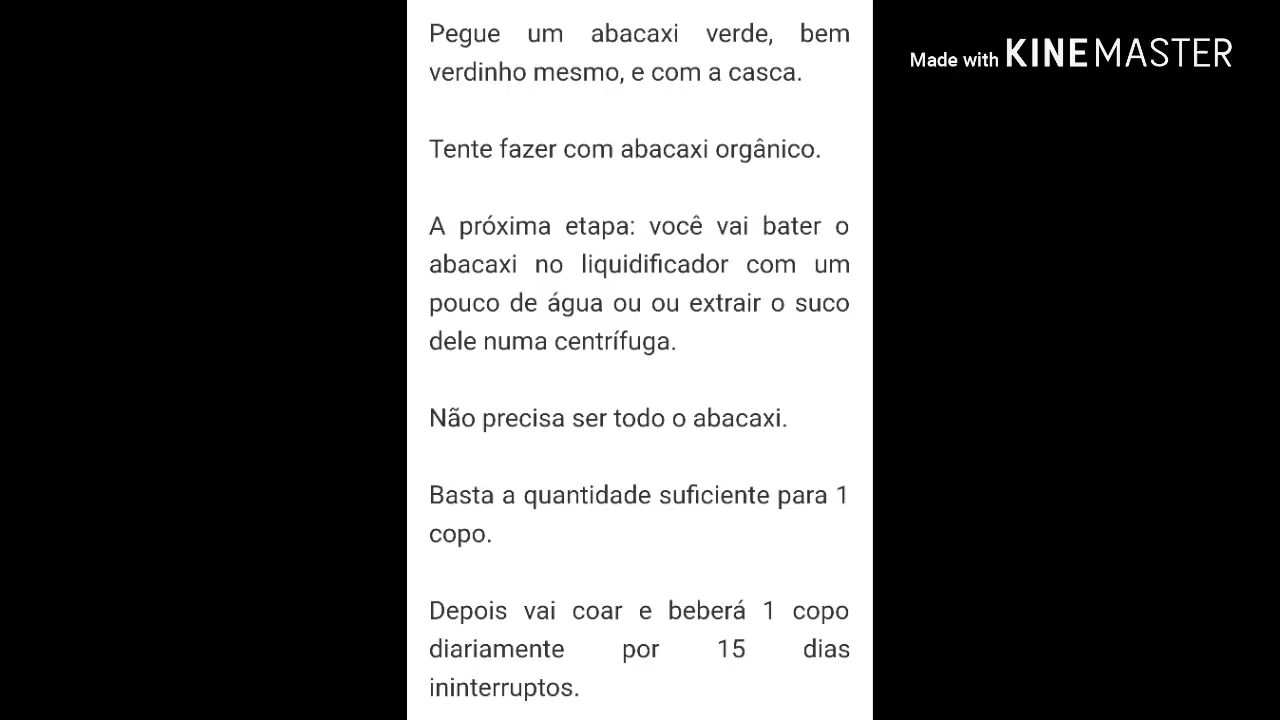 Pegue um abacaxi verde, bem
verdinho mesmo, e com a casca.
Tente fazer com abacaxi orgânico.
A próxima etapa: você vai bater o
abacaxi no liquidificador com um
pouco de água ou ou extrair o suco
dele numa centrífuga.
Não precisa ser todo o abacaxi.
Basta a quantidade suficiente para 1
copo.
Depois vai coar e beberá 1 copo
diariamente por 15 dias
ininterruptos.
Made with KINEMASTER